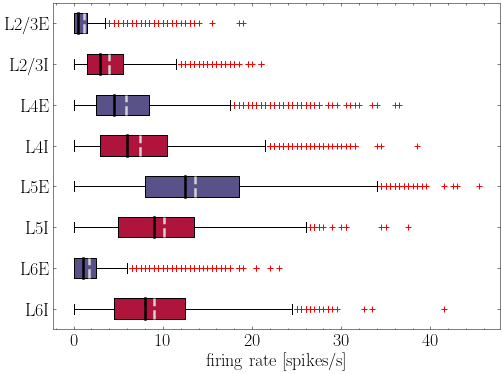 L2/3E
L2/3I
L4E
L4I
L5E
L5I
L6E
L6I
0 10 20 30 40
firing rate [spikes/s]